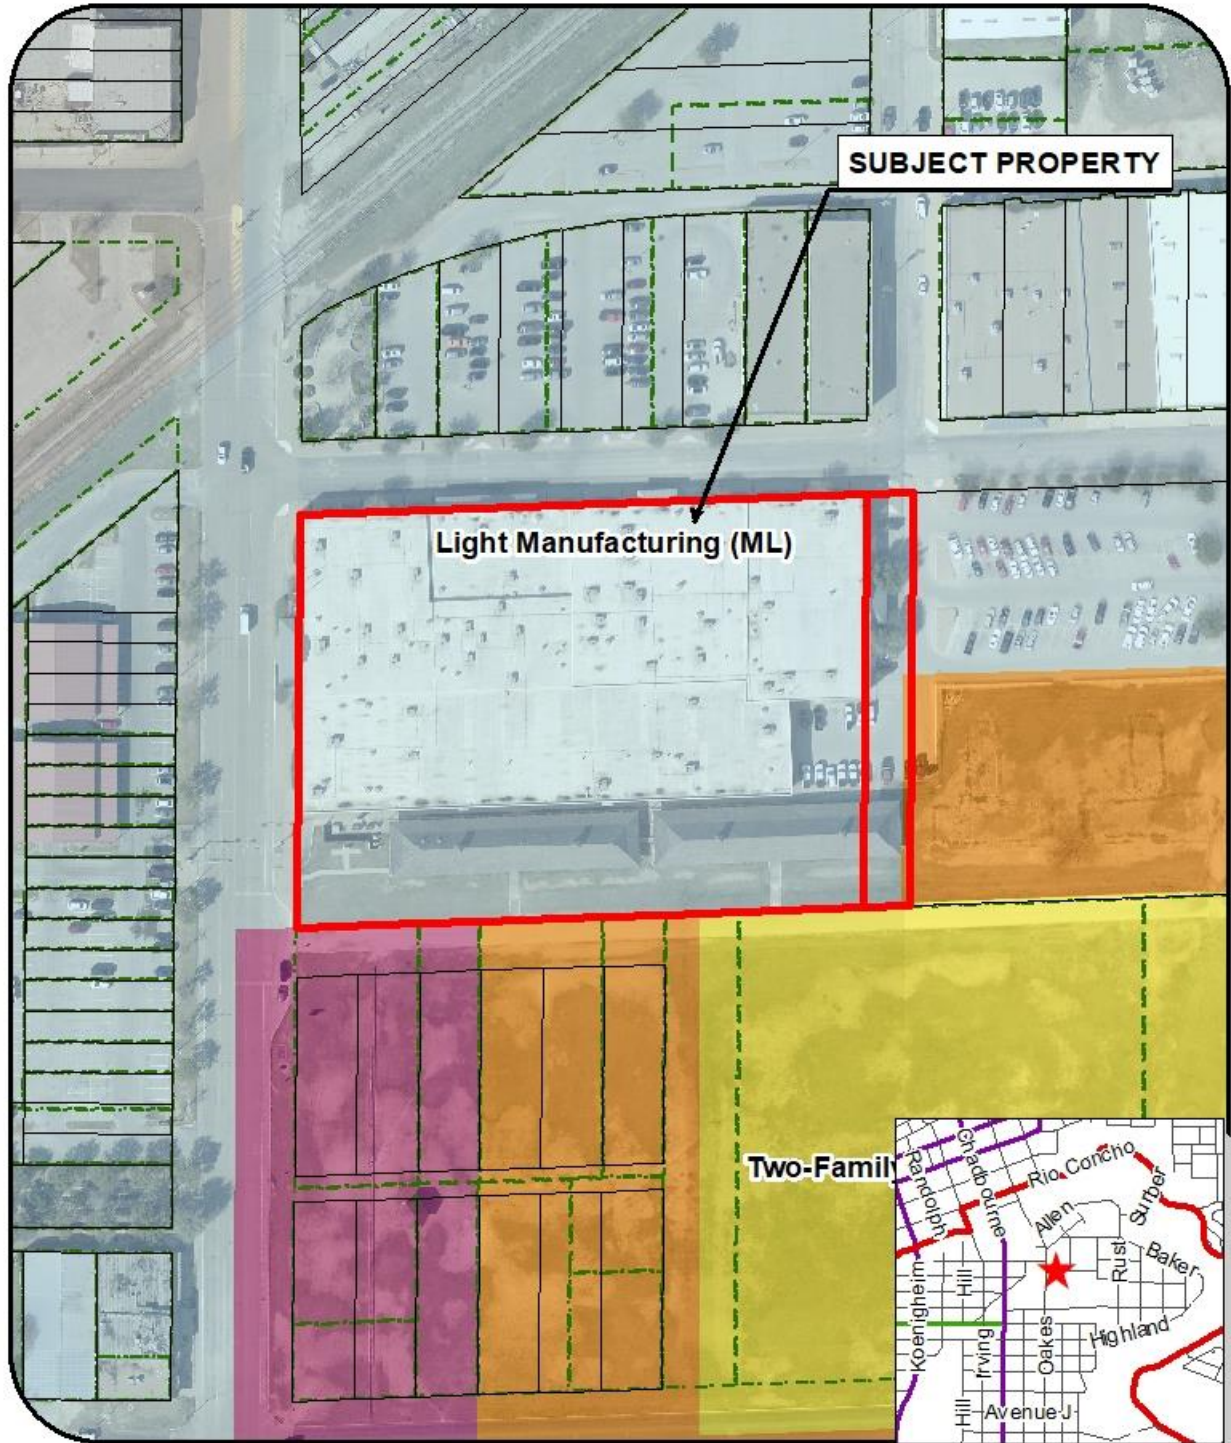 SUBJECT PROPERTY
Light Manufacturing (ML)
Two-Family
Randolph
Chadbourne
Rio Concho
Allen
Surber
Rust
Baker
Koenigheim
Hill
Irving
Oakes
Highland
Hill
Avenue J